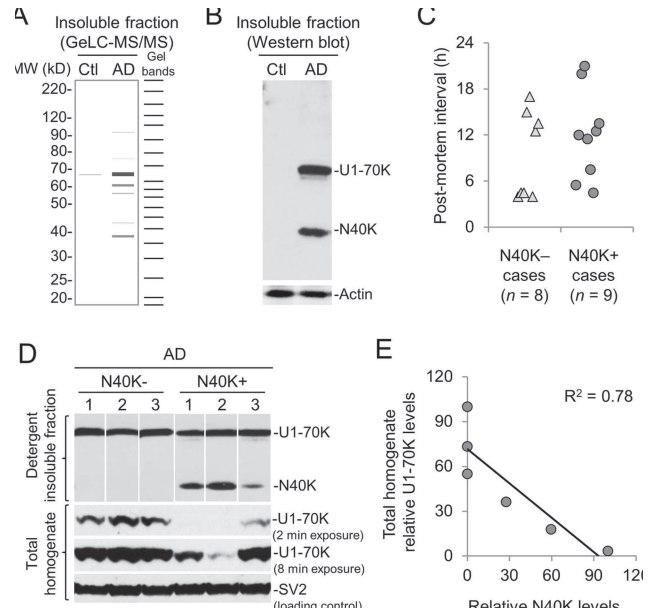 A
Insoluble fraction
(GeLC-MS/MS)
MW (kD)
Ctl
AD
Gel
bands
220-
120-
90-
80-
70-
60-
50-
40-
30-
25-
20-
B
Insoluble fraction
(Western blot)
Ctl
AD
-U1-70K
-N40K
-Actin
C
Post-mortem interval (h)
24
18
12
6
0
N40K–
cases
(n = 8)
N40K+
cases
(n = 9)
D
AD
N40K-
N40K+
1 2 3 1 2 3
Detergent
insoluble fraction
-U1-70K
-N40K
Total
homogenate
-U1-70K
(2 min exposure)
-U1-70K
(8 min exposure)
-SV2
(loading control)
E
Total homogenate
relative U1-70K levels
120
90
60
30
0
R² = 0.78
0 30 60 90 120
Relative N40K levels